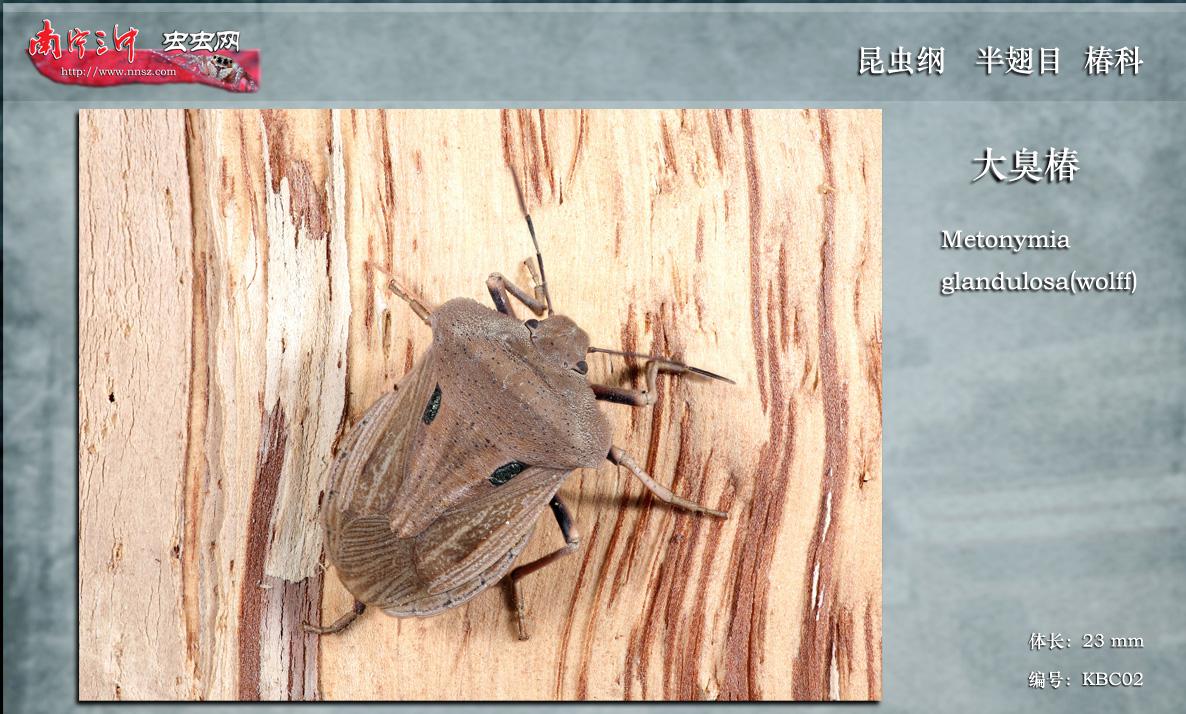 南宁三中 虫虫网
http://www.nnsz.com
昆虫纲 半翅目 椿科
大臭椿
Metonymia
glandulosa(wolff)
体长：23 mm
编号：KBC02